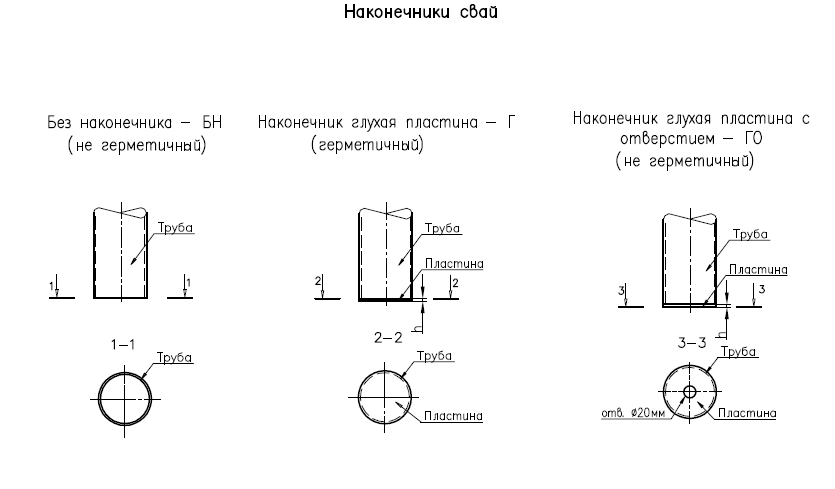 Наконечники свай
Без наконечника – БН
(не герметичный)
Наконечник глухая пластина – Г
(герметичный)
Наконечник глухая пластина с
отверстием – ГО
(не герметичный)
Труба
1
1
1–1
Труба
Труба
Пластина
2
2
h
2–2
Труба
Пластина
Труба
Пластина
3
3
h
3–3
Труба
отв. Ø20мм
Пластина